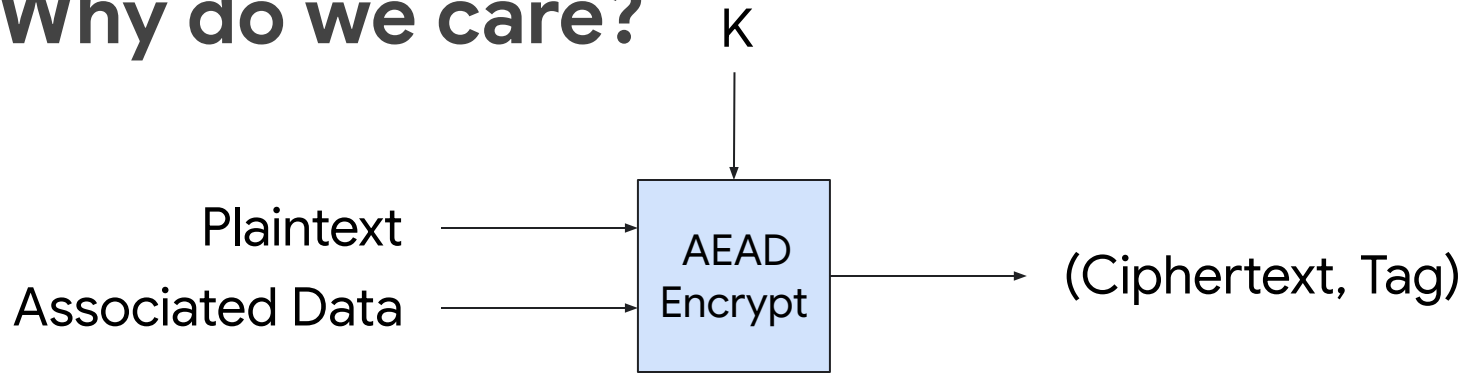 Why do we care?
K
Plaintext
Associated Data
AEAD
Encrypt
(Ciphertext, Tag)